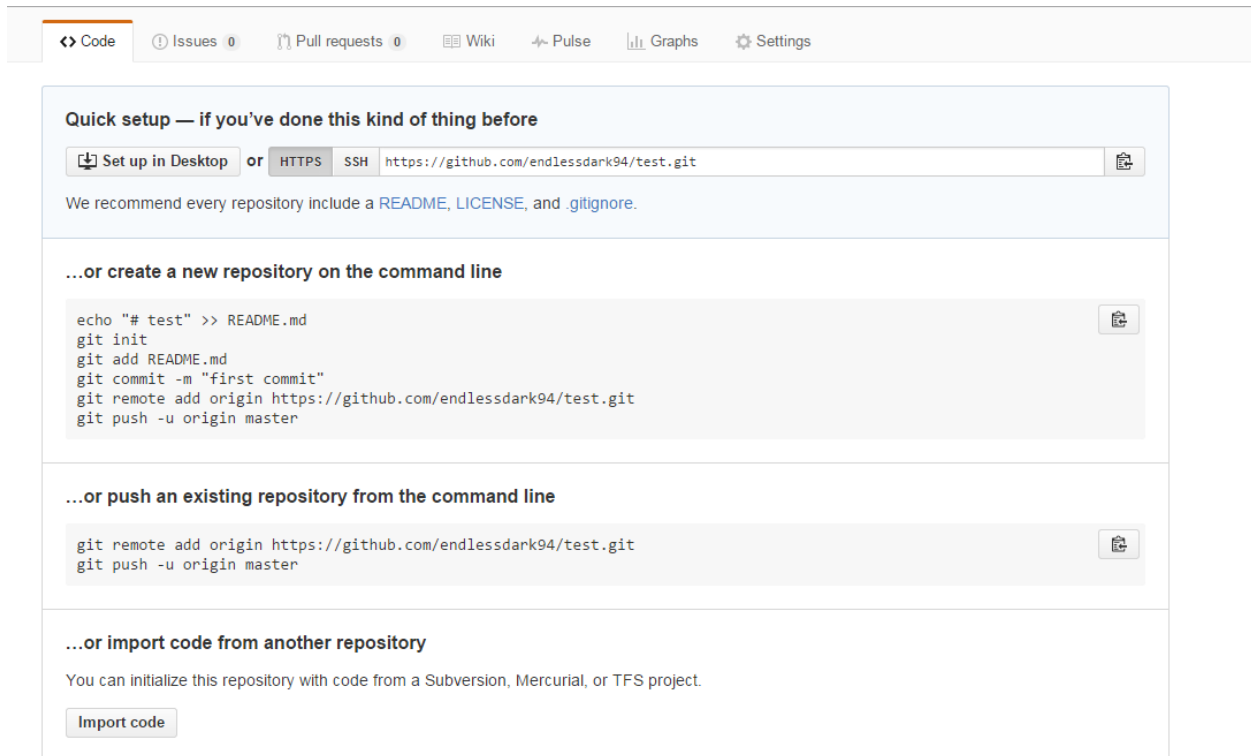 <> Code Issues 0 Pull requests 0 Wiki Pulse Graphs Settings
Quick setup — if you’ve done this kind of thing before
Set up in Desktop or HTTPS SSH https://github.com/endlessdark94/test.git
We recommend every repository include a README, LICENSE, and .gitignore.
…or create a new repository on the command line
echo "# test" >> README.md
git init
git add README.md
git commit -m "first commit"
git remote add origin https://github.com/endlessdark94/test.git
git push -u origin master
…or push an existing repository from the command line
git remote add origin https://github.com/endlessdark94/test.git
git push -u origin master
…or import code from another repository
You can initialize this repository with code from a Subversion, Mercurial, or TFS project.
Import code